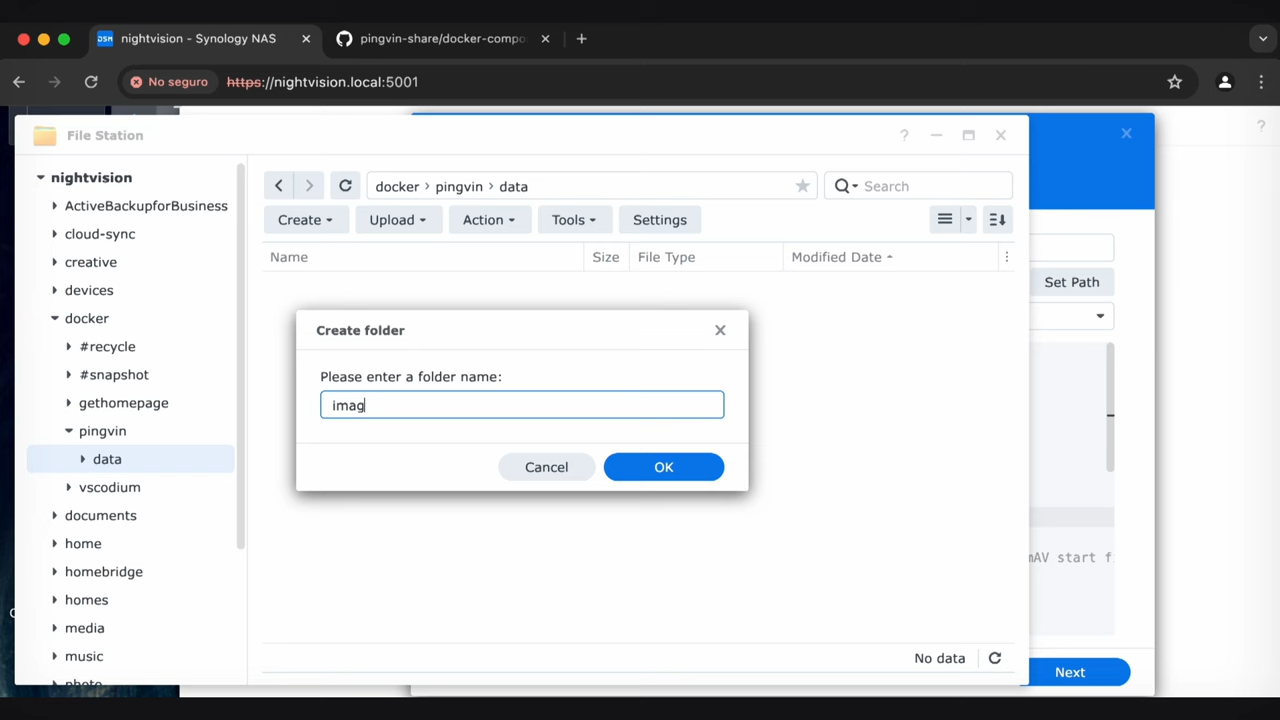 nightvision - Synology NAS
pingvin-share/docker-compo
No seguro
https://nightvision.local:5001
File Station
nightvision
ActiveBackupforBusiness
cloud-sync
creative
devices
docker
#recycle
#snapshot
gethomepage
pingvin
data
vscodium
documents
home
homebridge
homes
media
music
photo
docker > pingvin > data
Search
Create
Upload
Action
Tools
Settings
Name
Size
File Type
Modified Date
Create folder
Please enter a folder name:
imag
Cancel
OK
No data
Set Path
mAV start f
Next